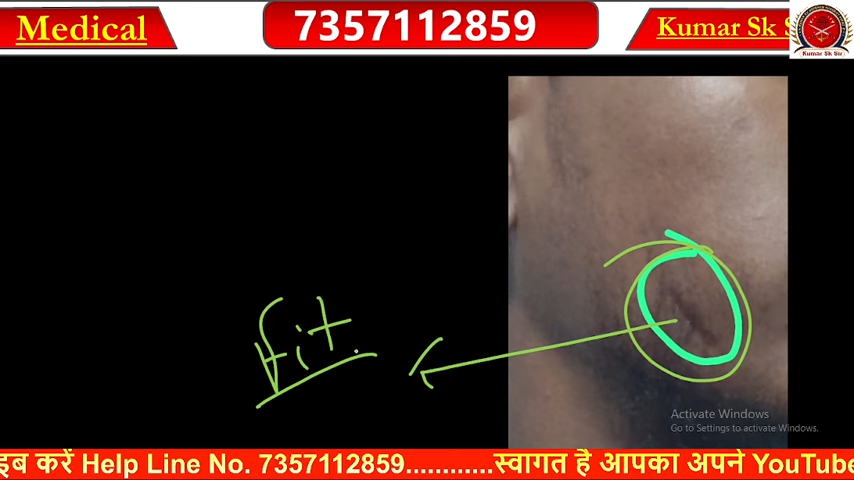 Medical
7357112859
Kumar Sk S
Kumar Sk Sir
Fit
Activate Windows
Go to Settings to activate Windows.
इब करें Help Line No. 7357112859............स्वागत है आपका अपने YouTube